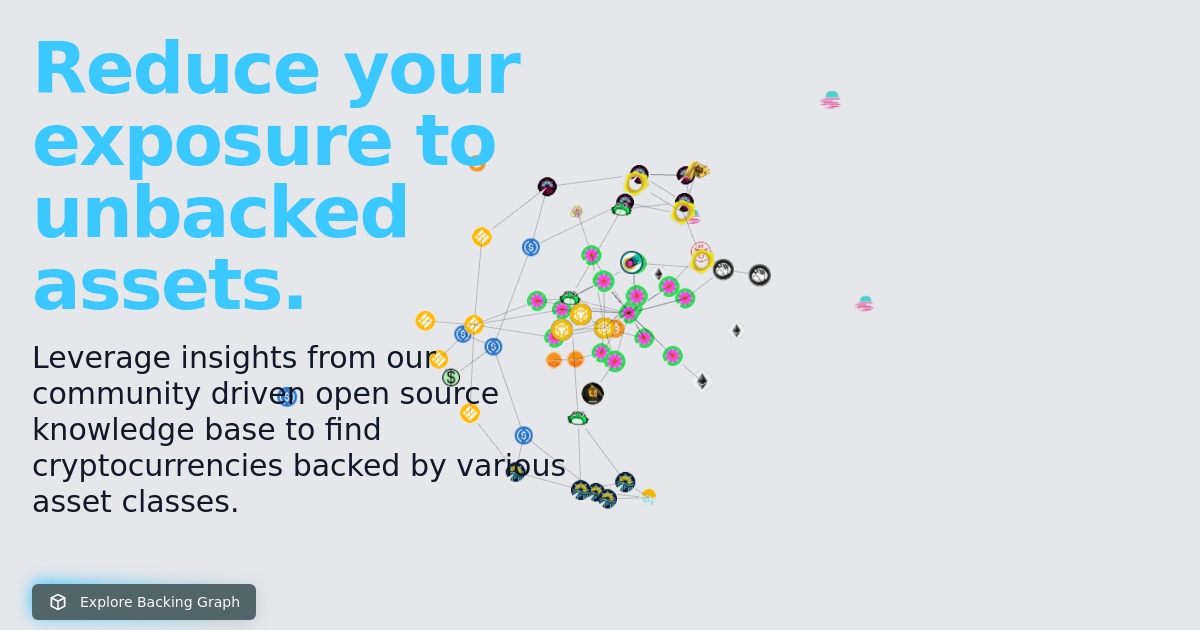 Reduce your
exposure to
unbacked
assets.
Leverage insights from our
community driven open source
knowledge base to find
cryptocurrencies backed by various
asset classes.
Explore Backing Graph